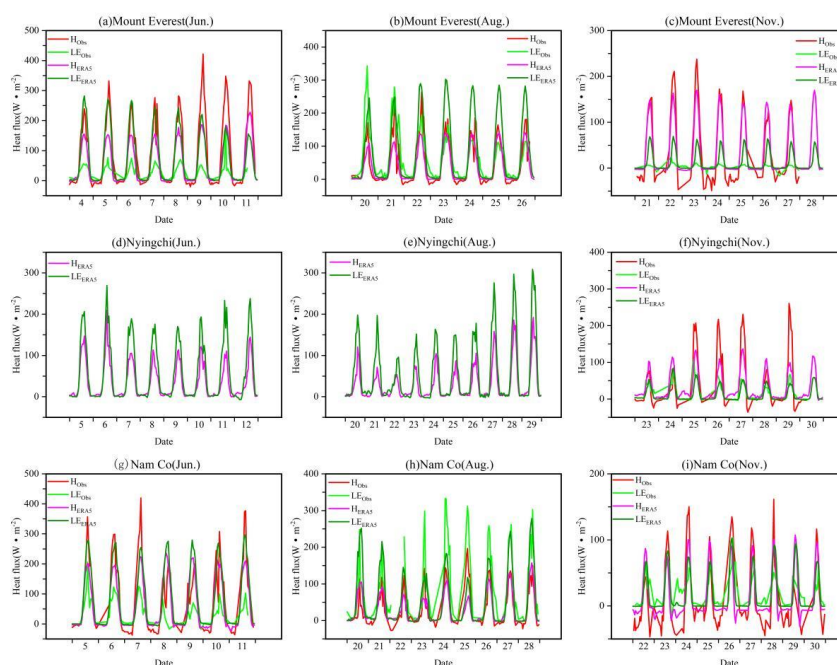 (a)Mount Everest(Jun.)
500
400
300
200
100
0
Heat flux(W·m⁻²)
H_Obs
LE_Obs
H_ERA5
LE_ERA5
4 5 6 7 8 9 10 11
Date
(b)Mount Everest(Aug.)
400
300
200
100
0
Heat flux(W·m⁻²)
H_Obs
LE_Obs
H_ERA5
LE_ERA5
20 21 22 23 24 25 26
Date
(c)Mount Everest(Nov.)
300
200
150
100
50
0
-50
Heat flux(W·m⁻²)
H_Obs
LE_Obs
H_ERA5
LE_ER
21 22 23 24 25 26 27 28
Date
(d)Nyingchi(Jun.)
300
200
100
0
Heat flux(W·m⁻²)
H_ERA5
LE_ERA5
5 6 7 8 9 10 11 12
Date
(e)Nyingchi(Aug.)
300
200
100
0
Heat flux(W·m⁻²)
H_ERA5
LE_ERA5
20 21 22 23 24 25 26 27 28 29
Date
(f)Nyingchi(Nov.)
400
300
200
100
0
Heat flux(W·m⁻²)
H_Obs
LE_Obs
H_ERA5
LE_ERA5
23 24 25 26 27 28 29 30
Date
(g)Nam Co(Jun.)
500
400
300
200
100
0
Heat flux(W·m⁻²)
H_Obs
LE_Obs
H_ERA5
LE_ERA5
5 6 7 8 9 10 11
Date
(h)Nam Co(Aug.)
400
300
200
100
0
Heat flux(W·m⁻²)
H_Obs
LE_Obs
H_ERA5
LE_ERA5
20 21 22 23 24 25 26 27 28
Date
(i)Nam Co(Nov.)
200
100
0
Heat flux(W·m⁻²)
H_Obs
LE_Obs
H_ERA5
LE_ERA5
22 23 24 25 26 27 28 29 30
Date